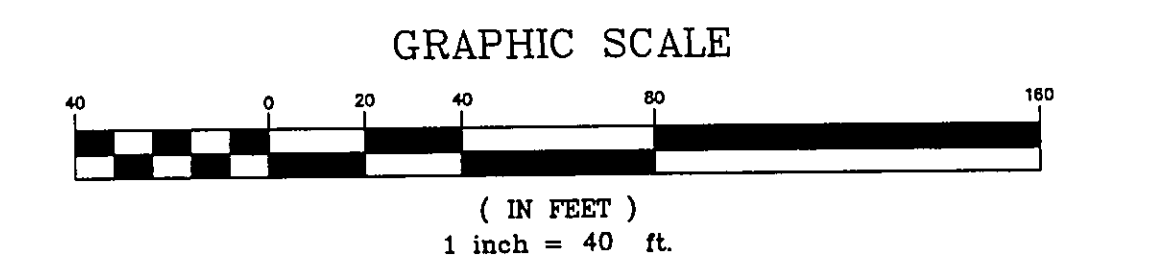 GRAPHIC SCALE
40 0 20 40 80 160
( IN FEET )
1 inch = 40 ft.